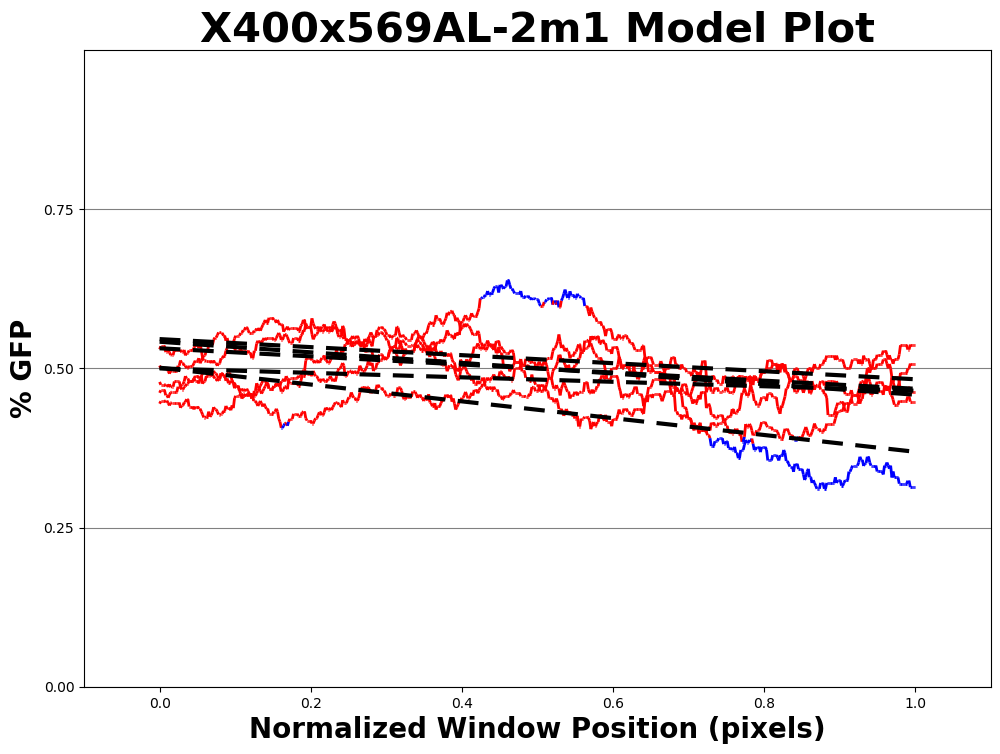 X400x569AL-2m1 Model Plot
% GFP
0.75
0.50
0.25
0.00
0.0 0.2 0.4 0.6 0.8 1.0
Normalized Window Position (pixels)